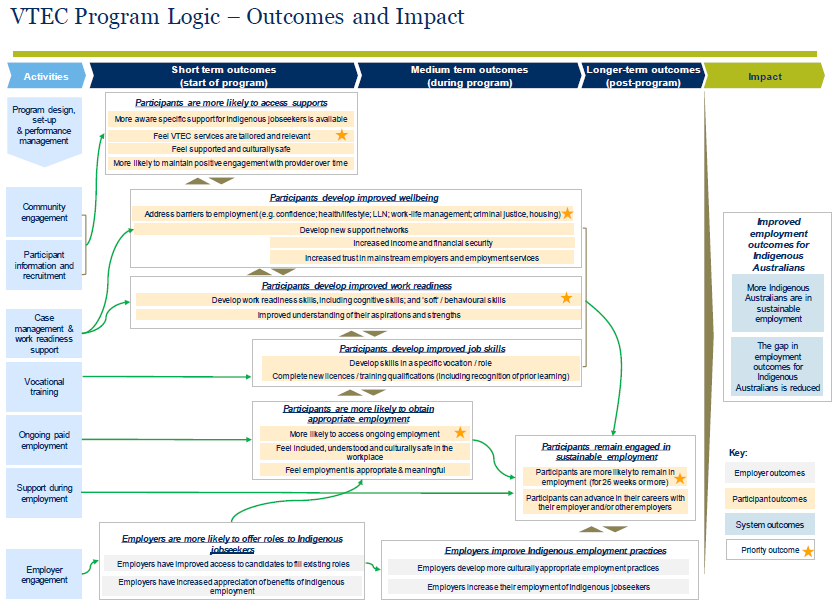 VTEC Program Logic – Outcomes and Impact
Activities
Short term outcomes
(start of program)
Medium term outcomes
(during program)
Longer-term outcomes
(post-program)
Impact
Program design,
set-up
& performance
management
Community
engagement
Participant
information and
recruitment
Case
management &
work readiness
support
Vocational
training
Ongoing paid
employment
Support during
employment
Employer
engagement
Participants are more likely to access supports
More aware specific support for Indigenous jobseekers is available
Feel VTEC services are tailored and relevant
Feel supported and culturally safe
More likely to maintain positive engagement with provider over time
Participants develop improved wellbeing
Address barriers to employment (e.g. confidence; health/lifestyle; LLN; work-life management; criminal justice, housing)
Develop new support networks
Increased income and financial security
Increased trust in mainstream employers and employment services
Participants develop improved work readiness
Develop work readiness skills, including cognitive skills; and 'soft' / behavioural skills
Improved understanding of their aspirations and strengths
Participants develop improved job skills
Develop skills in a specific vocation / role
Complete new licences / training qualifications (including recognition of prior learning)
Participants are more likely to obtain
appropriate employment
More likely to access ongoing employment
Feel included, understood and culturally safe in the
workplace
Feel employment is appropriate & meaningful
Participants remain engaged in
sustainable employment
Participants are more likely to remain in
employment (for 26 weeks or more)
Participants can advance in their careers with
their employer and/or other employers
Employers are more likely to offer roles to Indigenous
jobseekers
Employers have improved access to candidates to fill existing roles
Employers have increased appreciation of benefits of Indigenous
employment
Employers improve Indigenous employment practices
Employers develop more culturally appropriate employment practices
Employers increase their employment of Indigenous jobseekers
Improved
employment
outcomes for
Indigenous
Australians
More Indigenous
Australians are in
sustainable
employment
The gap in
employment
outcomes for
Indigenous
Australians is reduced
Key:
Employer outcomes
Participant outcomes
System outcomes
Priority outcome